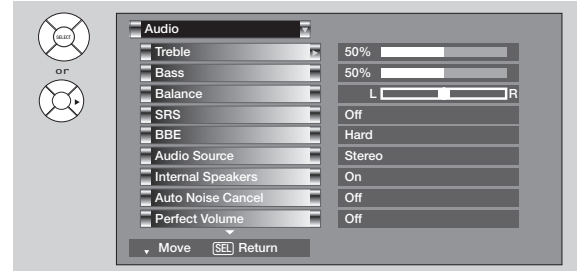 SELECT
or
Audio
Treble 50%
Bass 50%
Balance L R
SRS Off
BBE Hard
Audio Source Stereo
Internal Speakers On
Auto Noise Cancel Off
Perfect Volume Off
Move SEL Return